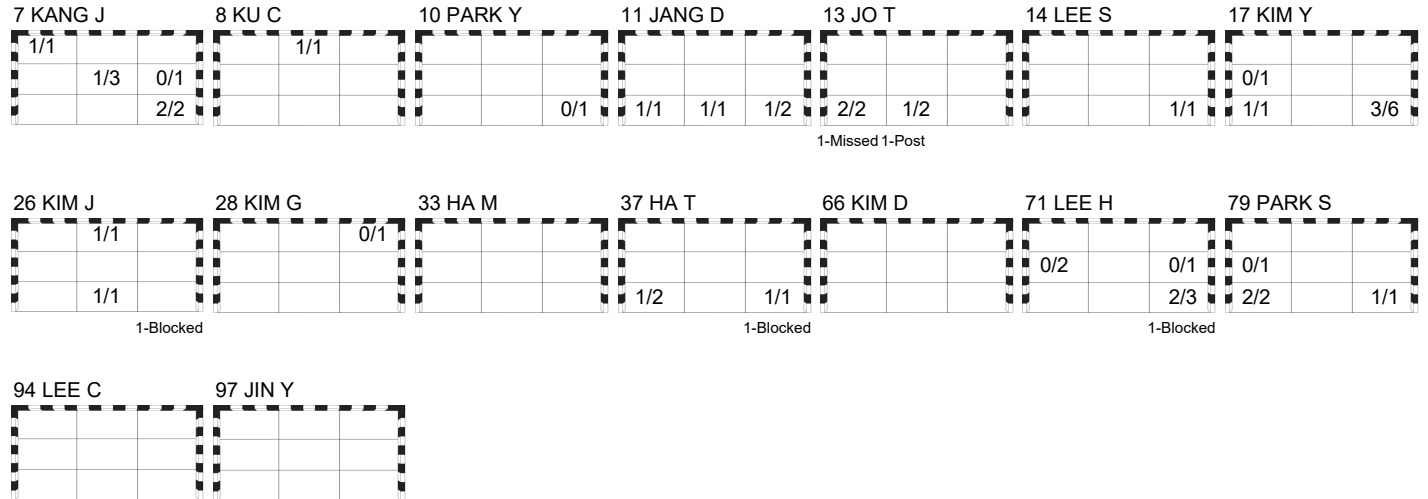 7 KANG J 8 KU C 10 PARK Y 11 JANG D 13 JO T 14 LEE S 17 KIM Y
1/1 1/1
1/3 0/1 0/1
2/2 0/1 1/1 1/1 1/2 2/2 1/2 1/1 1/1 3/6
1-Missed 1-Post
26 KIM J 28 KIM G 33 HA M 37 HA T 66 KIM D 71 LEE H 79 PARK S
1/1 0/1
0/2 0/1 0/1
1/1 1/2 1/1 2/3 2/2 1/1
1-Blocked 1-Blocked 1-Blocked
94 LEE C 97 JIN Y